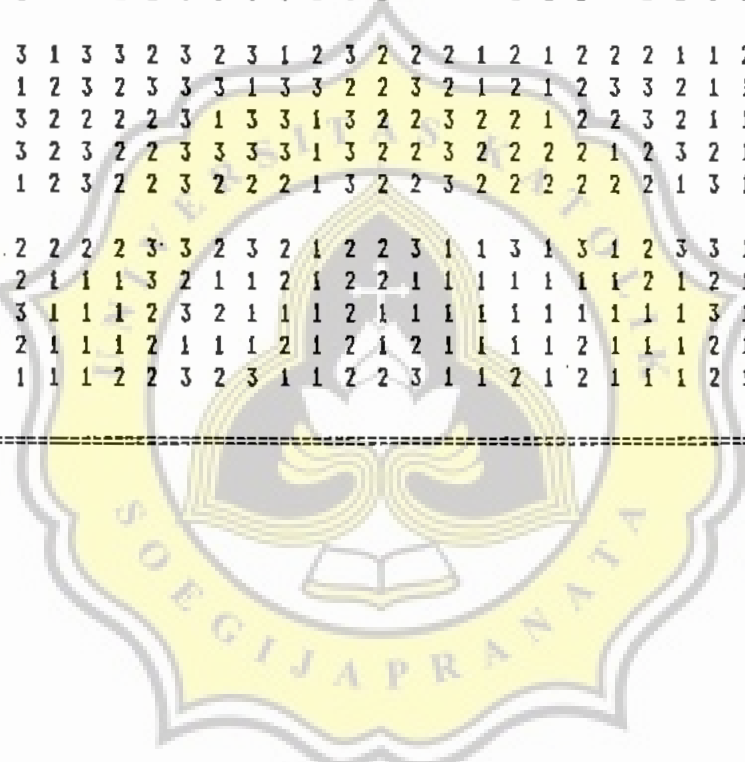 3 1 3 3 2 3 2 3 1 2 3 2 2 2 1 2 1 2 2 2 1 1
1 2 3 2 3 3 3 1 3 3 2 2 3 2 1 2 1 2 3 3 2 1
3 2 2 2 2 3 1 3 3 1 3 2 2 3 2 2 1 2 2 3 2 1
3 2 3 2 2 3 3 3 3 1 3 2 2 3 2 2 2 2 1 2 3 2
1 2 3 2 2 3 2 2 2 1 3 2 2 3 2 2 2 2 2 2 1 3
2 2 2 2 3 3 2 3 2 1 2 2 3 1 1 3 1 3 1 2 3 3
2 1 1 1 3 2 1 1 2 1 2 2 1 1 1 1 1 1 1 2 1 2
3 1 1 1 2 3 2 1 1 1 2 1 1 1 1 1 1 1 1 1 1 3
2 1 1 1 2 1 1 1 2 1 2 1 2 1 1 1 1 2 1 1 1 2
1 1 1 2 2 3 2 3 1 1 2 2 3 1 1 2 1 2 1 1 1 2
UNIVERSITAS KATOLIK
SOEGIJAPRANATA